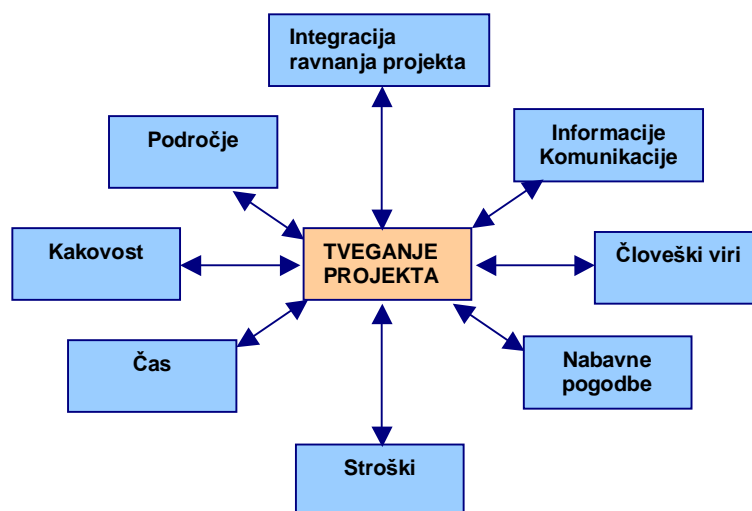 Integracija
ravnanja projekta
Področje
Informacije
Komunikacije
Kakovost
TVEGANJE
PROJEKTA
Človeški viri
Čas
Nabavne
pogodbe
Stroški